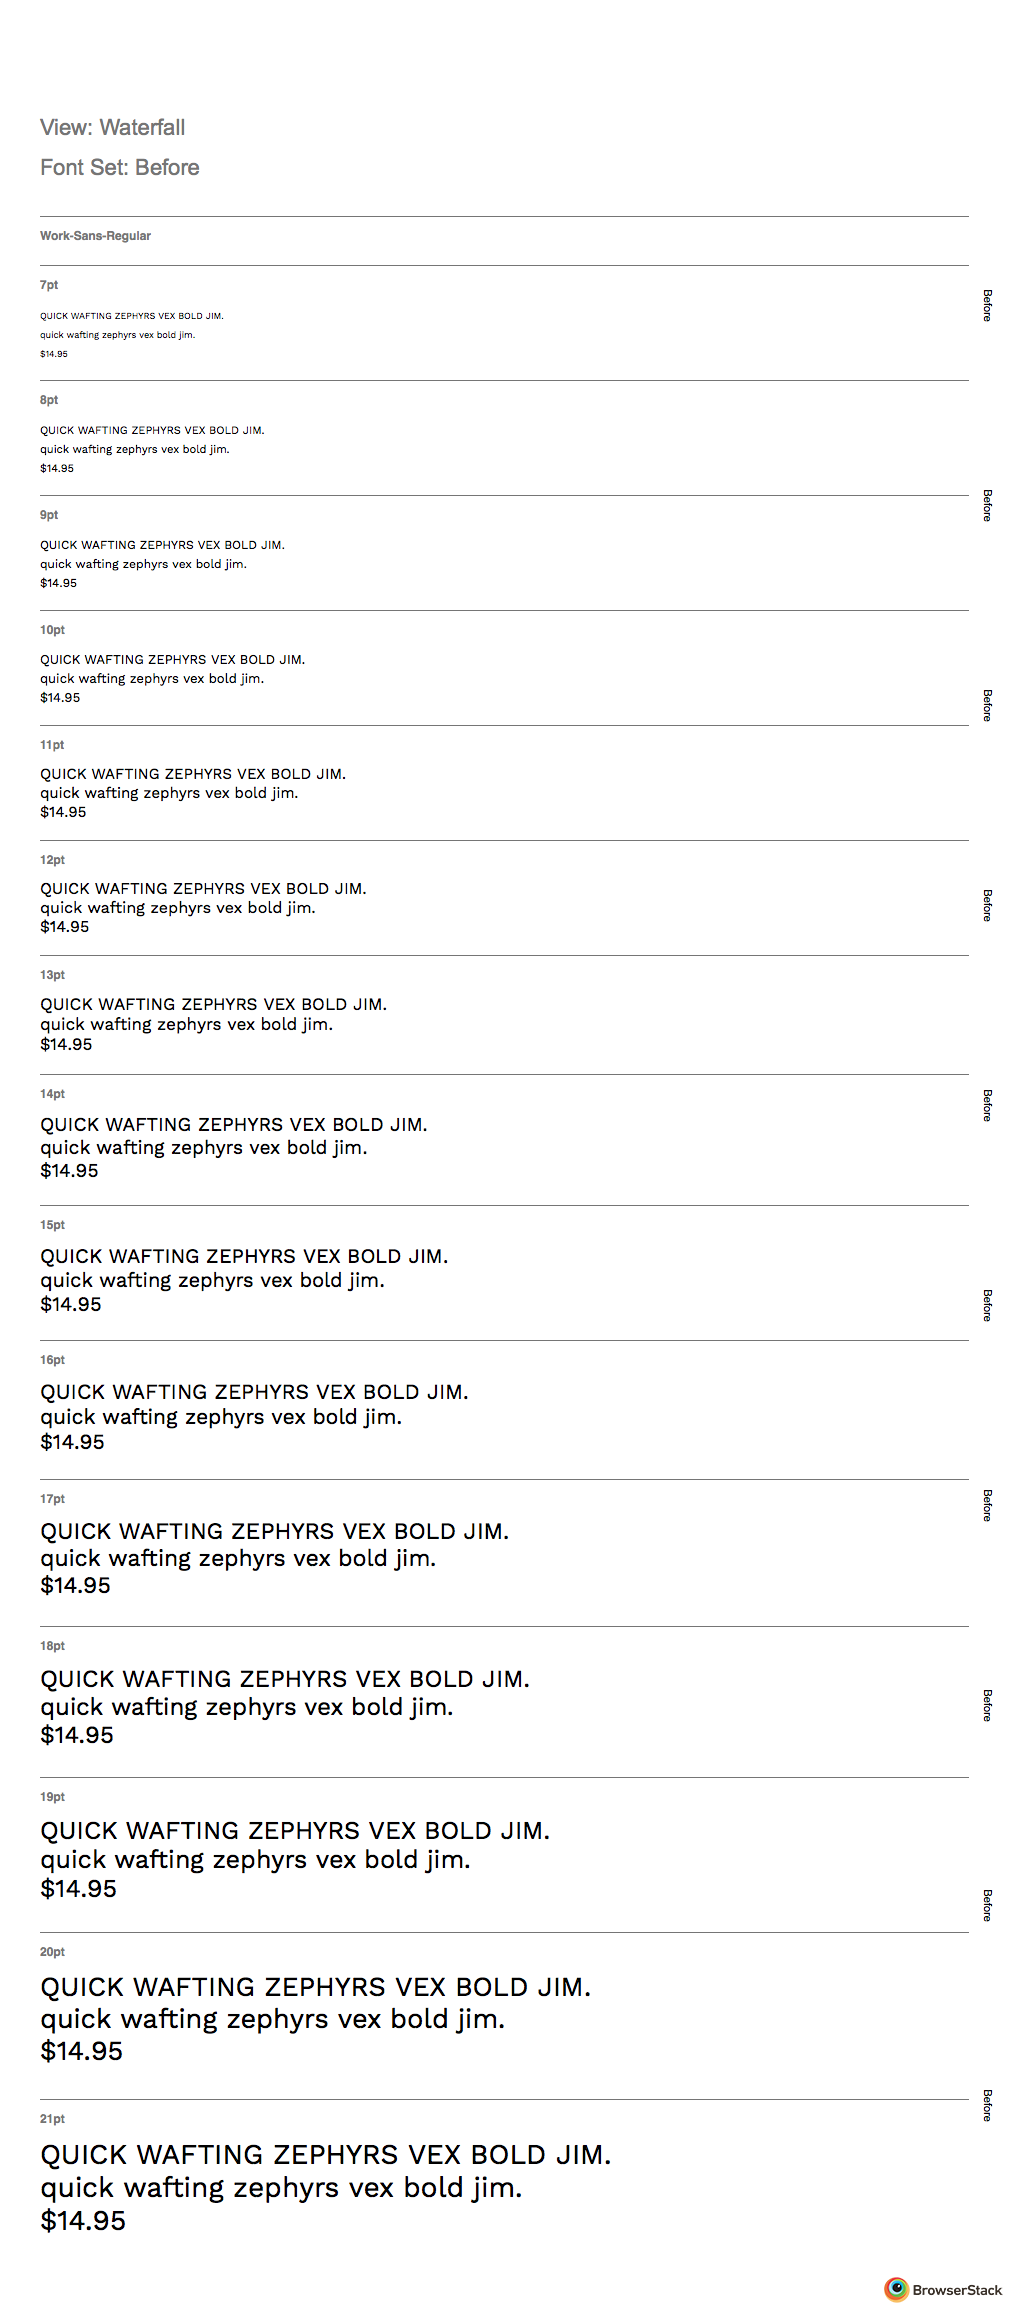 View: Waterfall
Font Set: Before
Work-Sans-Regular
7pt
QUICK WAFTING ZEPHYRS VEX BOLD JIM.
quick wafting zephyrs vex bold jim.
$14.95
Before
8pt
QUICK WAFTING ZEPHYRS VEX BOLD JIM.
quick wafting zephyrs vex bold jim.
$14.95
Before
9pt
QUICK WAFTING ZEPHYRS VEX BOLD JIM.
quick wafting zephyrs vex bold jim.
$14.95
10pt
QUICK WAFTING ZEPHYRS VEX BOLD JIM.
quick wafting zephyrs vex bold jim.
$14.95
Before
11pt
QUICK WAFTING ZEPHYRS VEX BOLD JIM.
quick wafting zephyrs vex bold jim.
$14.95
12pt
QUICK WAFTING ZEPHYRS VEX BOLD JIM.
quick wafting zephyrs vex bold jim.
$14.95
Before
13pt
QUICK WAFTING ZEPHYRS VEX BOLD JIM.
quick wafting zephyrs vex bold jim.
$14.95
14pt
QUICK WAFTING ZEPHYRS VEX BOLD JIM.
quick wafting zephyrs vex bold jim.
$14.95
Before
15pt
QUICK WAFTING ZEPHYRS VEX BOLD JIM.
quick wafting zephyrs vex bold jim.
$14.95
Before
16pt
QUICK WAFTING ZEPHYRS VEX BOLD JIM.
quick wafting zephyrs vex bold jim.
$14.95
17pt
QUICK WAFTING ZEPHYRS VEX BOLD JIM.
quick wafting zephyrs vex bold jim.
$14.95
Before
18pt
QUICK WAFTING ZEPHYRS VEX BOLD JIM.
quick wafting zephyrs vex bold jim.
$14.95
Before
19pt
QUICK WAFTING ZEPHYRS VEX BOLD JIM.
quick wafting zephyrs vex bold jim.
$14.95
Before
20pt
QUICK WAFTING ZEPHYRS VEX BOLD JIM.
quick wafting zephyrs vex bold jim.
$14.95
Before
21pt
QUICK WAFTING ZEPHYRS VEX BOLD JIM.
quick wafting zephyrs vex bold jim.
$14.95
BrowserStack